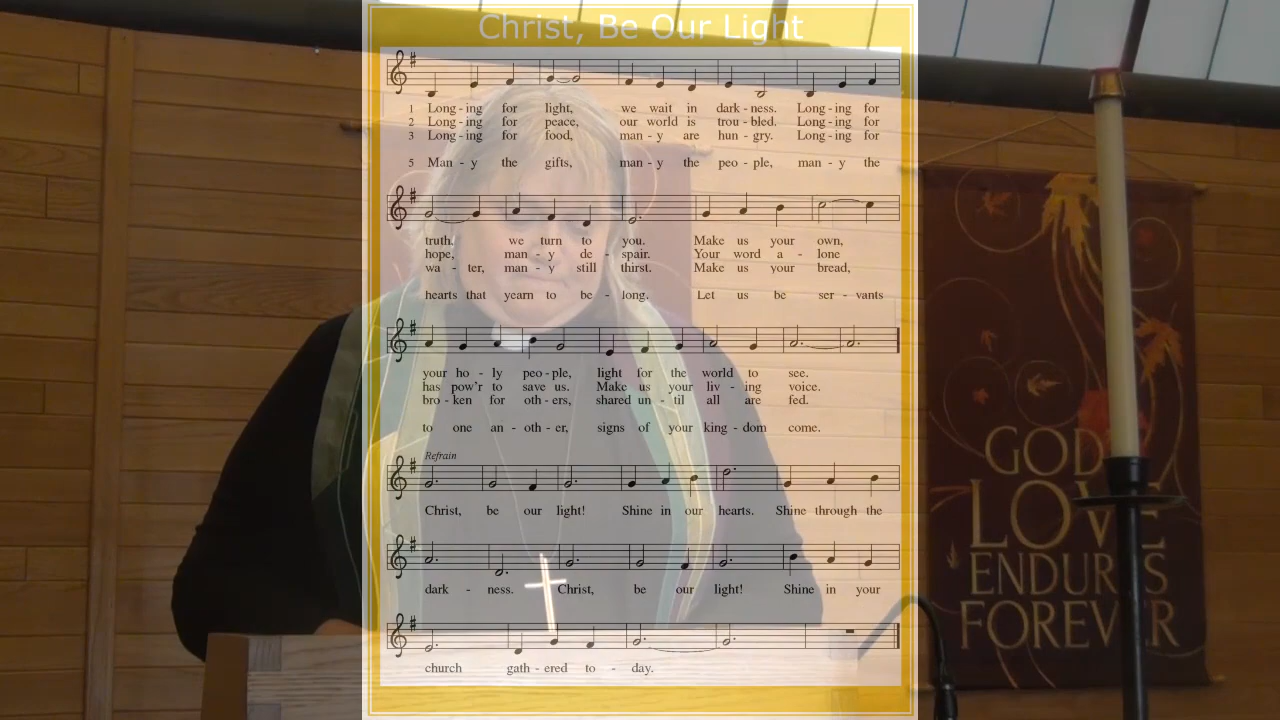 Christ, Be Our Light
1 Long - ing for light, we wait in dark - ness. Long - ing for
2 Long - ing for peace, our world is trou - bled. Long - ing for
3 Long - ing for food, man - y are hun - gry. Long - ing for
5 Man - y the gifts, man - y the peo - ple, man - y the
truth. we turn to you. Make us your own,
hope, man - y de - spair. Your word a - lone
wa - ter, man - y still thirst. Make us your bread,
hearts that yearn to be - long. Let us be ser - vants
your ho - ly peo - ple, light for the world to see.
has pow'r to save us. Make us your liv - ing voice.
bro - ken for oth - ers, shared un - til all are fed.
to one an - oth - er, signs of your king - dom come.
Refrain
Christ, be our light! Shine in our hearts. Shine through the
dark - ness. Christ, be our light! Shine in your
church gath - ered to - day.
GOD'S
LOVE
ENDURES
FOREVER